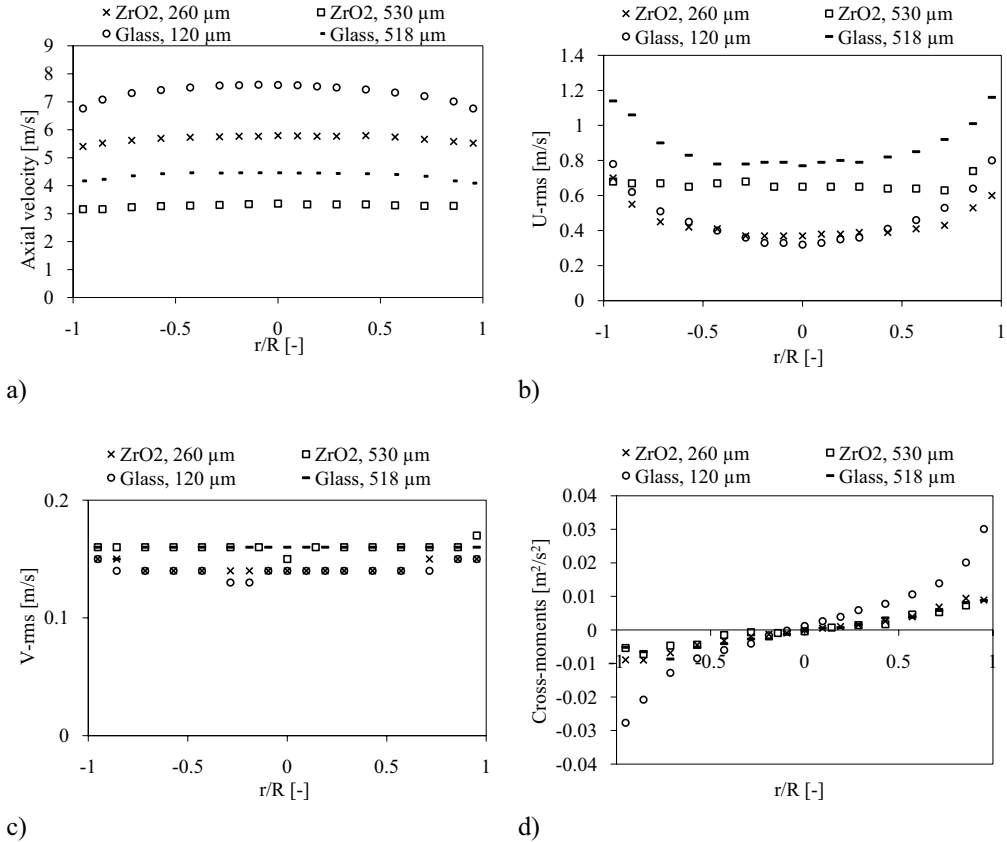 × ZrO2, 260 µm □ ZrO2, 530 µm
○ Glass, 120 µm - Glass, 518 µm
9
8
7
6
5
4
3
2
1
0
Axial velocity [m/s]
-1 -0.5 0 0.5 1
r/R [-]
a)
× ZrO2, 260 µm □ ZrO2, 530 µm
○ Glass, 120 µm - Glass, 518 µm
1.4
1.2
1
0.8
0.6
0.4
0.2
0
U-rms [m/s]
-1 -0.5 0 0.5 1
r/R [-]
b)
× ZrO2, 260 µm □ ZrO2, 530 µm
○ Glass, 120 µm - Glass, 518 µm
0.2
0.1
0
V-rms [m/s]
-1 -0.5 0 0.5 1
r/R [-]
c)
× ZrO2, 260 µm □ ZrO2, 530 µm
○ Glass, 120 µm - Glass, 518 µm
0.04
0.03
0.02
0.01
0
-0.01
-0.02
-0.03
-0.04
Cross-moments [m²/s²]
-1 -0.5 0 0.5 1
r/R [-]
d)